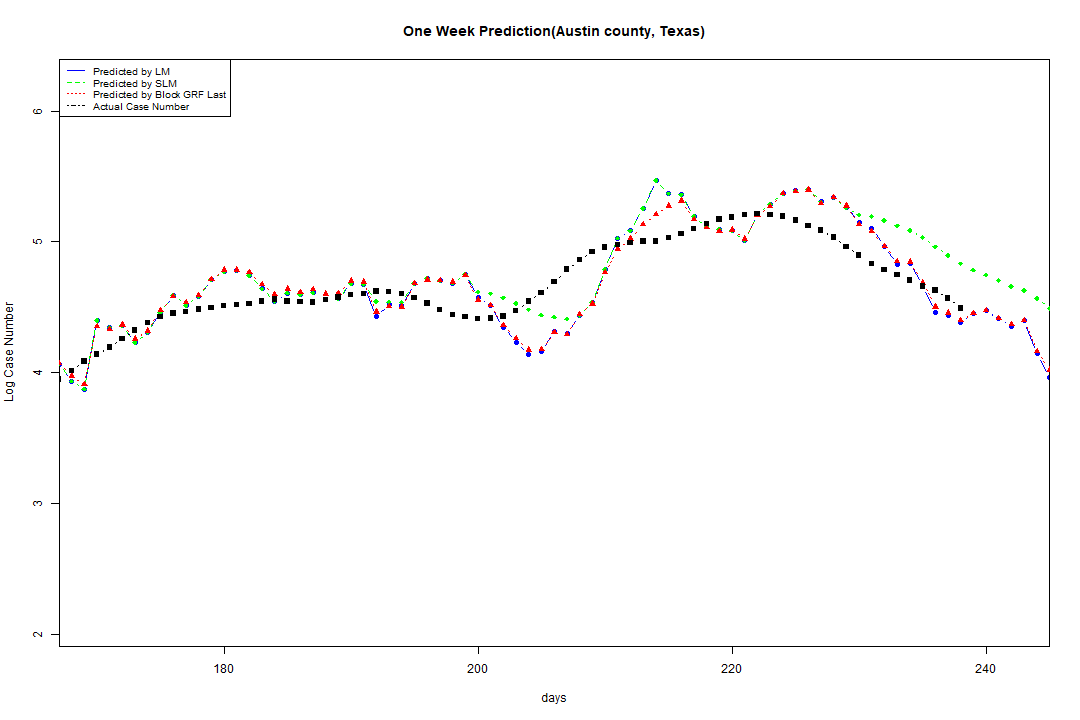 One Week Prediction(Austin county, Texas)
Predicted by LM
Predicted by SLM
Predicted by Block GRF Last
Actual Case Number
6
5
4
3
2
Log Case Number
180
200
220
240
days